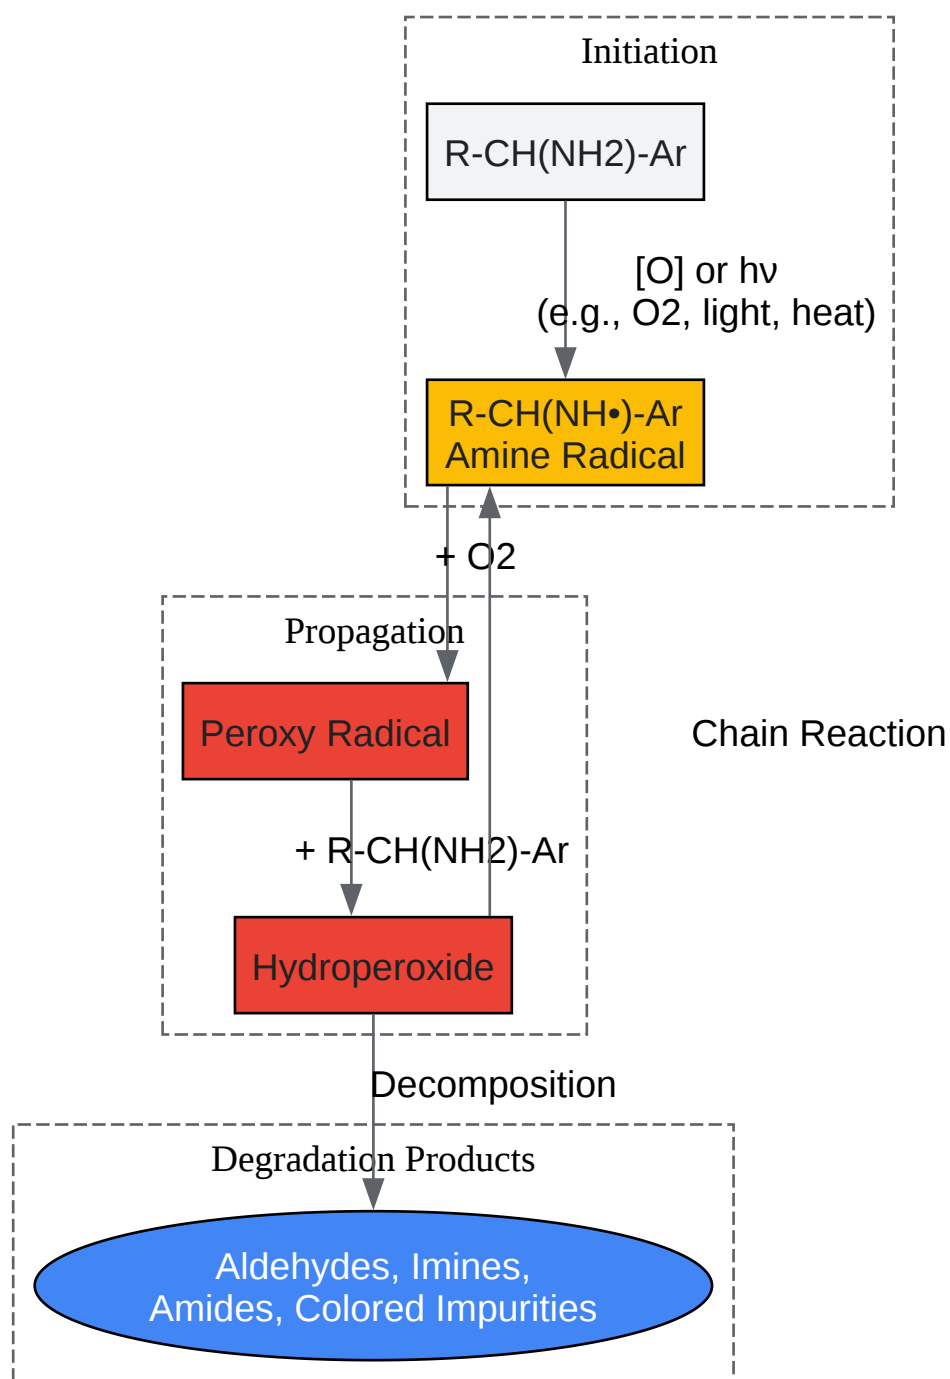 Initiation
R-CH(NH2)-Ar
[O] or hν
(e.g., O2, light, heat)
R-CH(NH•)-Ar
Amine Radical
+ O2
Propagation
Peroxy Radical
Chain Reaction
+ R-CH(NH2)-Ar
Hydroperoxide
Decomposition
Degradation Products
Aldehydes, Imines,
Amides, Colored Impurities